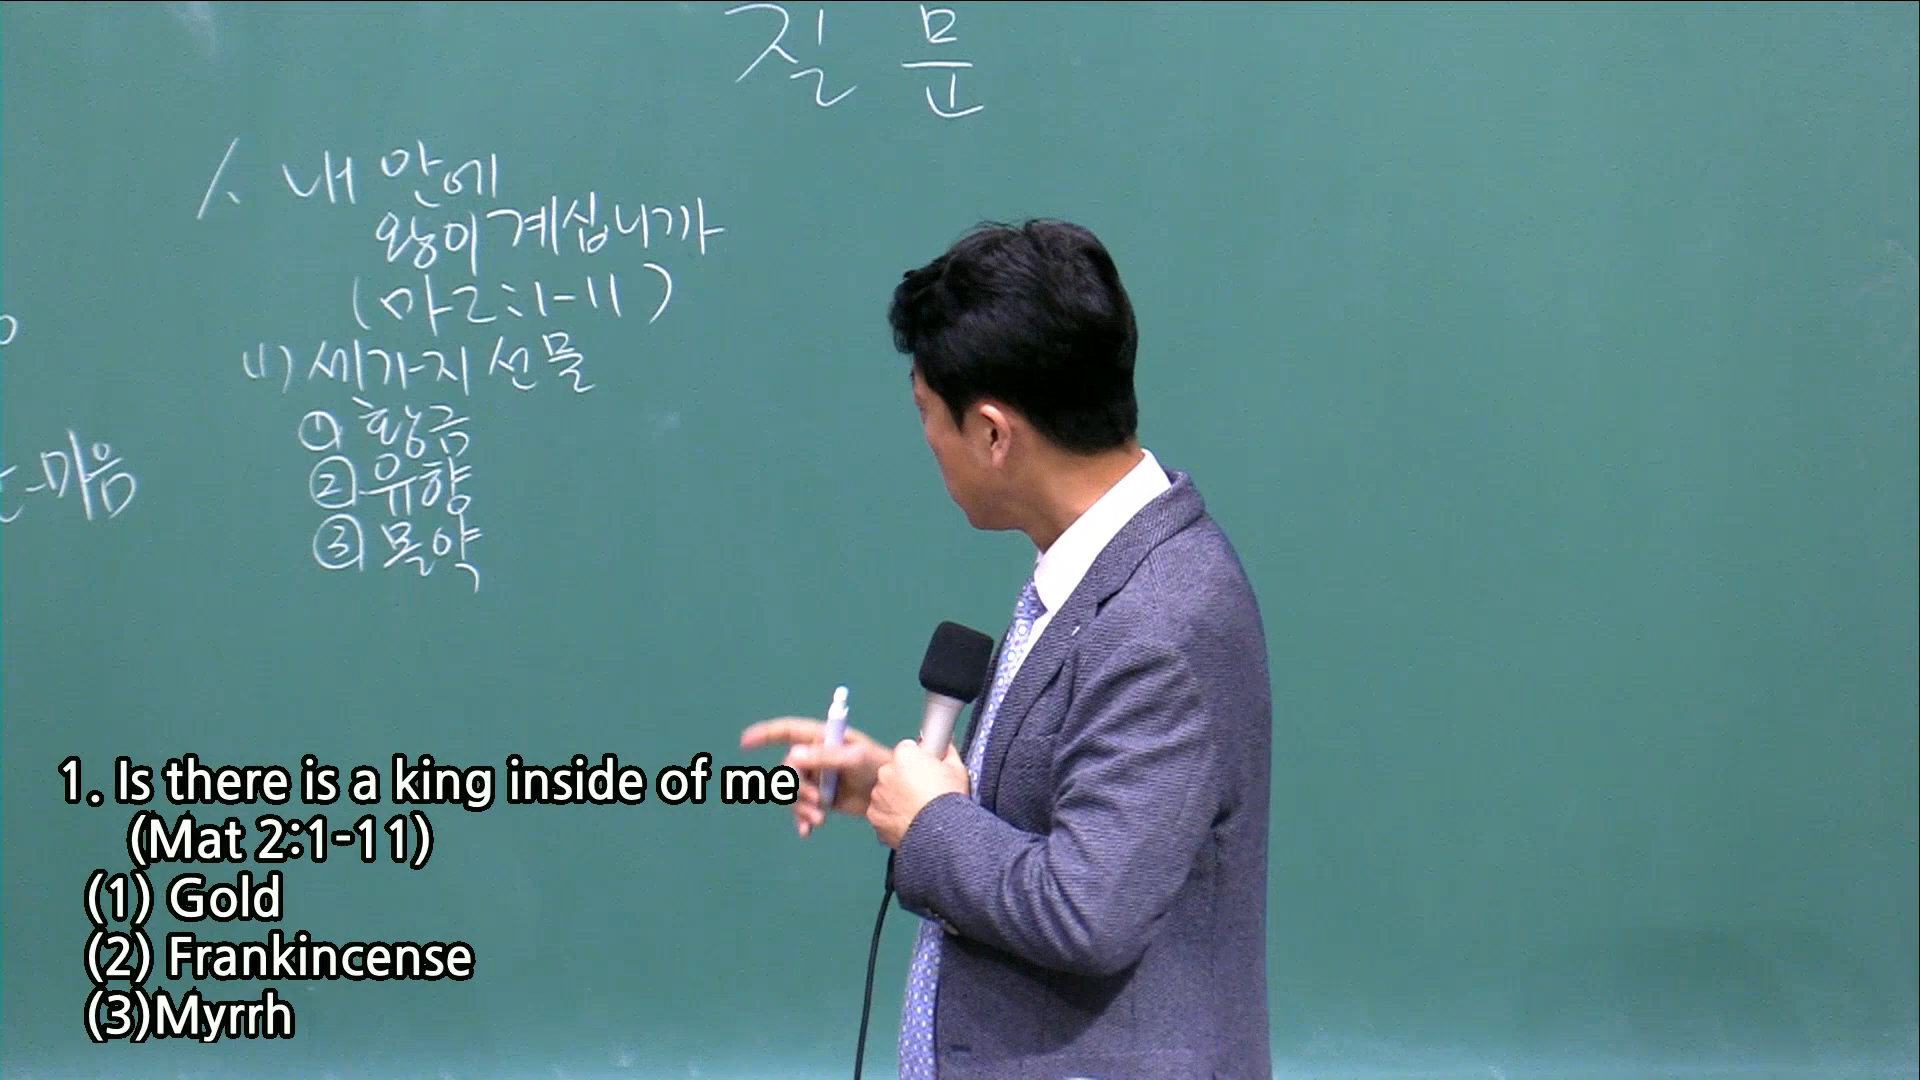 질 문
1. 내 안에
왕이 계십니까
(마 2:1-11)
(1) 세가지 선물
① 황금
② 유향
③ 몰약
-마음
1. Is there is a king inside of me
(Mat 2:1-11)
(1) Gold
(2) Frankincense
(3)Myrrh